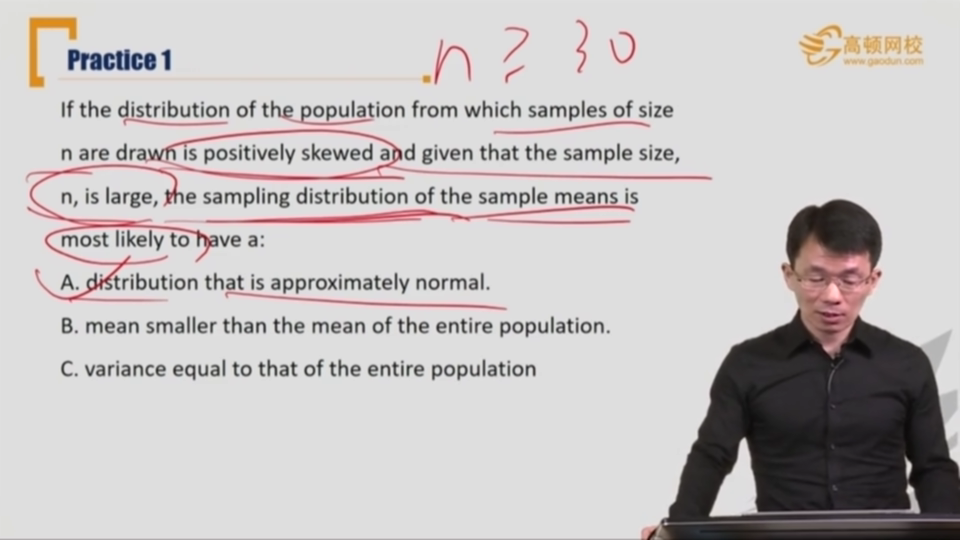 Practice 1
n ≥ 30
高顿网校
www.gaodun.com
If the distribution of the population from which samples of size
n are drawn is positively skewed and given that the sample size,
n, is large, the sampling distribution of the sample means is
most likely to have a:
A. distribution that is approximately normal.
B. mean smaller than the mean of the entire population.
C. variance equal to that of the entire population